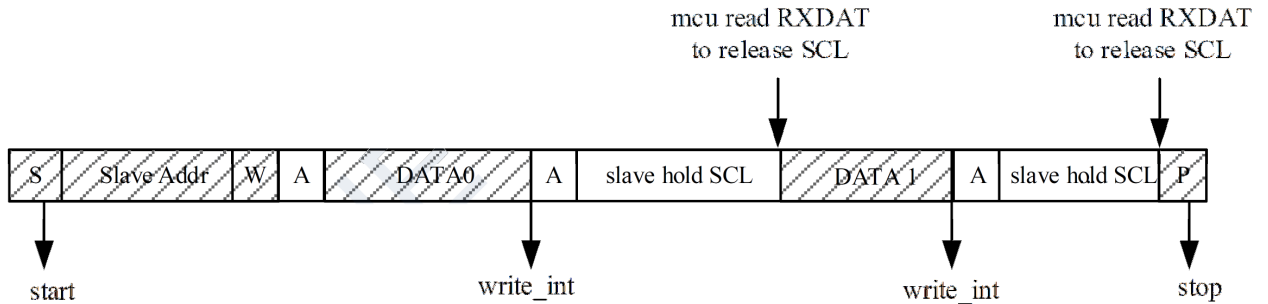 mcu read RXDAT
to release SCL
mcu read RXDAT
to release SCL
S
Slave Addr
W
A
DATA0
A
slave hold SCL
DATA 1
A
slave hold SCL
P
start
write_int
write_int
stop